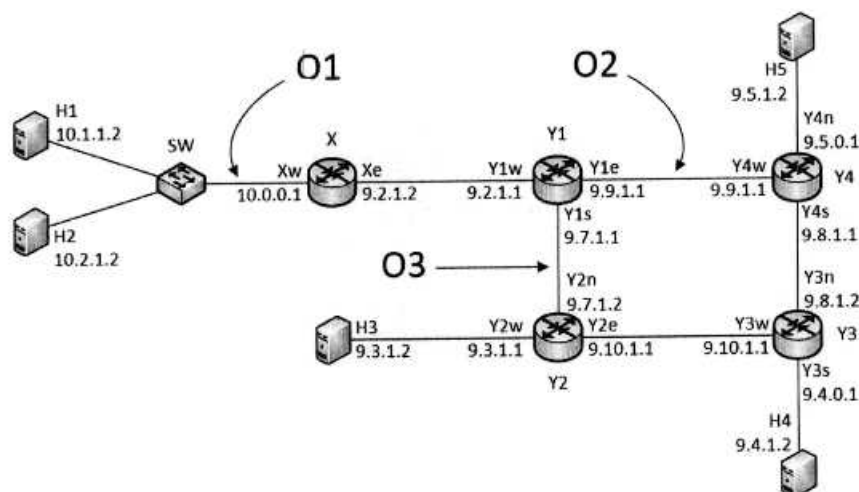 O1
O2
H5
9.5.1.2
H1
10.1.1.2
SW
X
Xw
10.0.0.1
Xe
9.2.1.2
Y1
Y1w
9.2.1.1
Y1e
9.9.1.1
Y4n
9.5.0.1
Y4w
9.9.1.1
Y4
H2
10.2.1.2
Y1s
9.7.1.1
Y4s
9.8.1.1
O3
Y2n
9.7.1.2
Y3n
9.8.1.2
H3
9.3.1.2
Y2w
9.3.1.1
Y2e
9.10.1.1
Y3w
9.10.1.1
Y3
Y2
Y3s
9.4.0.1
H4
9.4.1.2